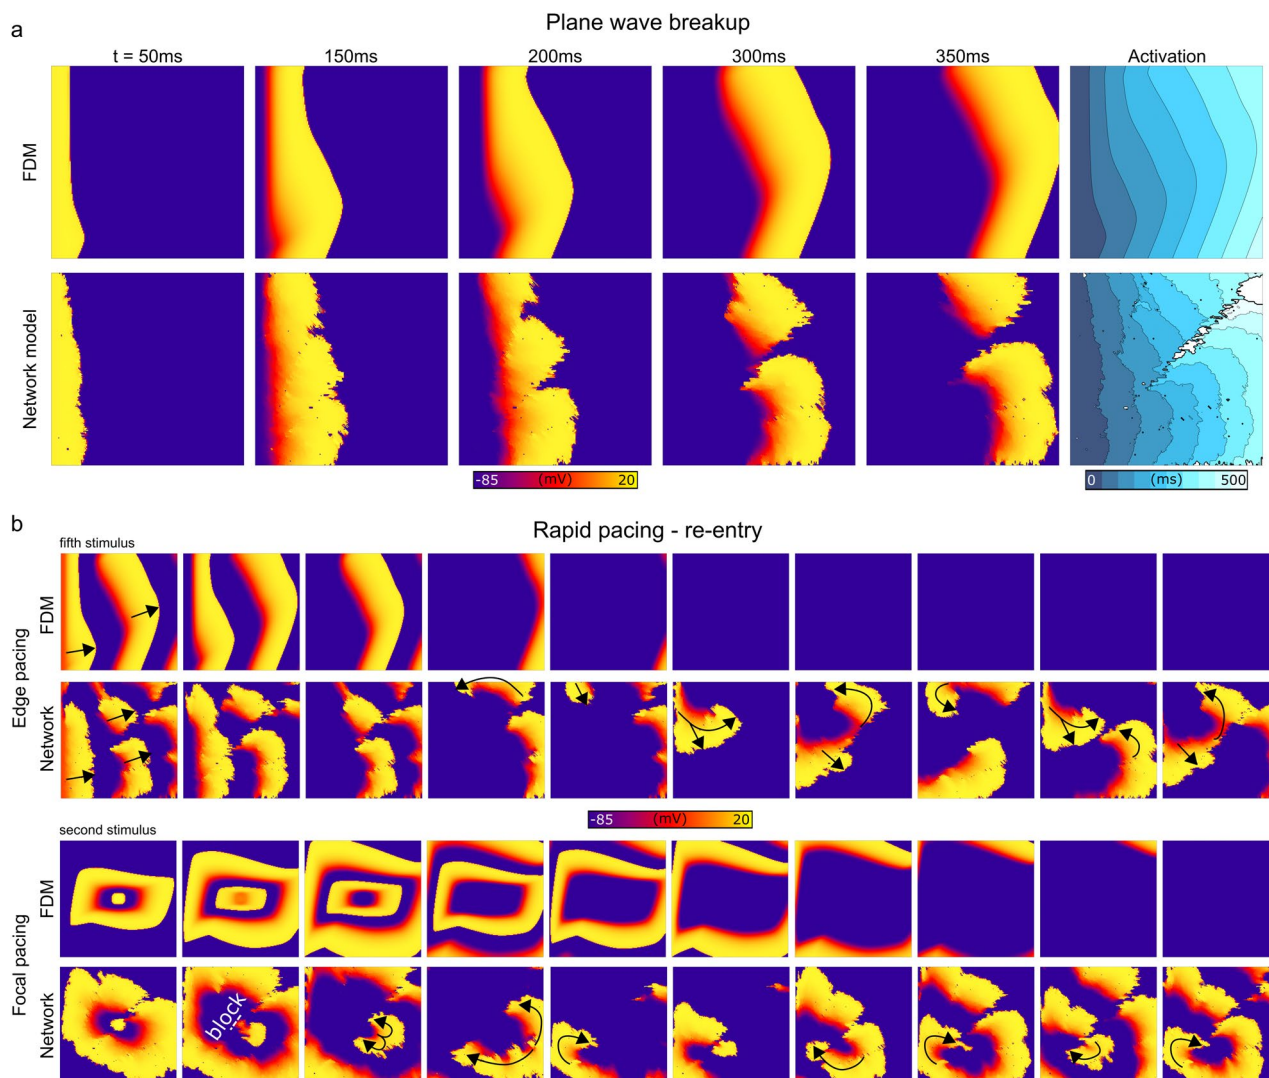 a
Plane wave breakup
t = 50ms 150ms 200ms 300ms 350ms Activation
FDM
Network model
-85 (mV) 20
0 (ms) 500
b
Rapid pacing - re-entry
fifth stimulus
Edge pacing
FDM
Network
-85 (mV) 20
second stimulus
Focal pacing
FDM
Network
block